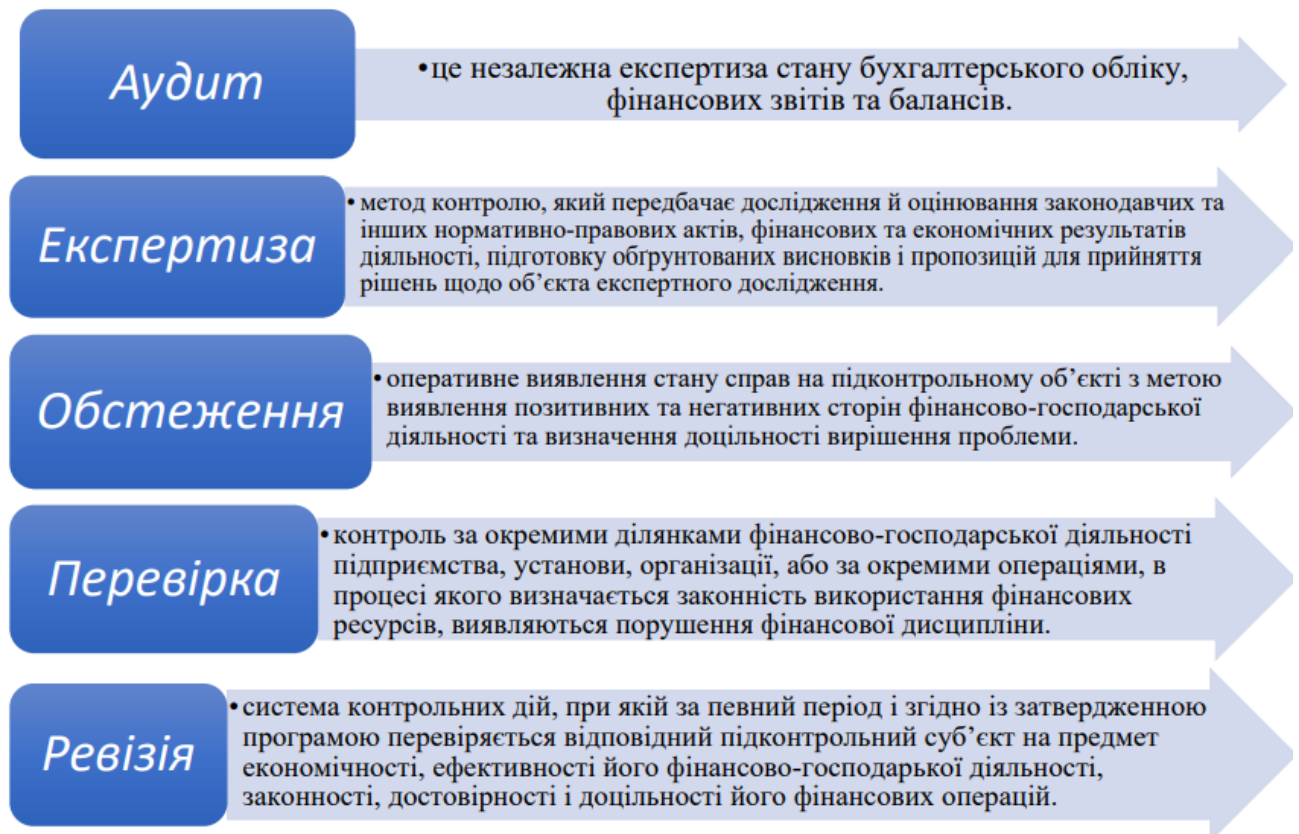 Аудит
•це незалежна експертиза стану бухгалтерського обліку,
фінансових звітів та балансів.
Експертиза
•метод контролю, який передбачає дослідження й оцінювання законодавчих та
інших нормативно-правових актів, фінансових та економічних результатів
діяльності, підготовку обґрунтованих висновків і пропозицій для прийняття
рішень щодо об’єкта експертного дослідження.
Обстеження
•оперативне виявлення стану справ на підконтрольному об’єкті з метою
виявлення позитивних та негативних сторін фінансово-господарської
діяльності та визначення доцільності вирішення проблеми.
Перевірка
•контроль за окремими ділянками фінансово-господарської діяльності
підприємства, установи, організації, або за окремими операціями, в
процесі якого визначається законність використання фінансових
ресурсів, виявляються порушення фінансової дисципліни.
Ревізія
•система контрольних дій, при якій за певний період і згідно із затвердженною
програмою перевіряється відповідний підконтрольний суб’єкт на предмет
економічності, ефективності його фінансово-господарької діяльності,
законності, достовірності і доцільності його фінансових операцій.